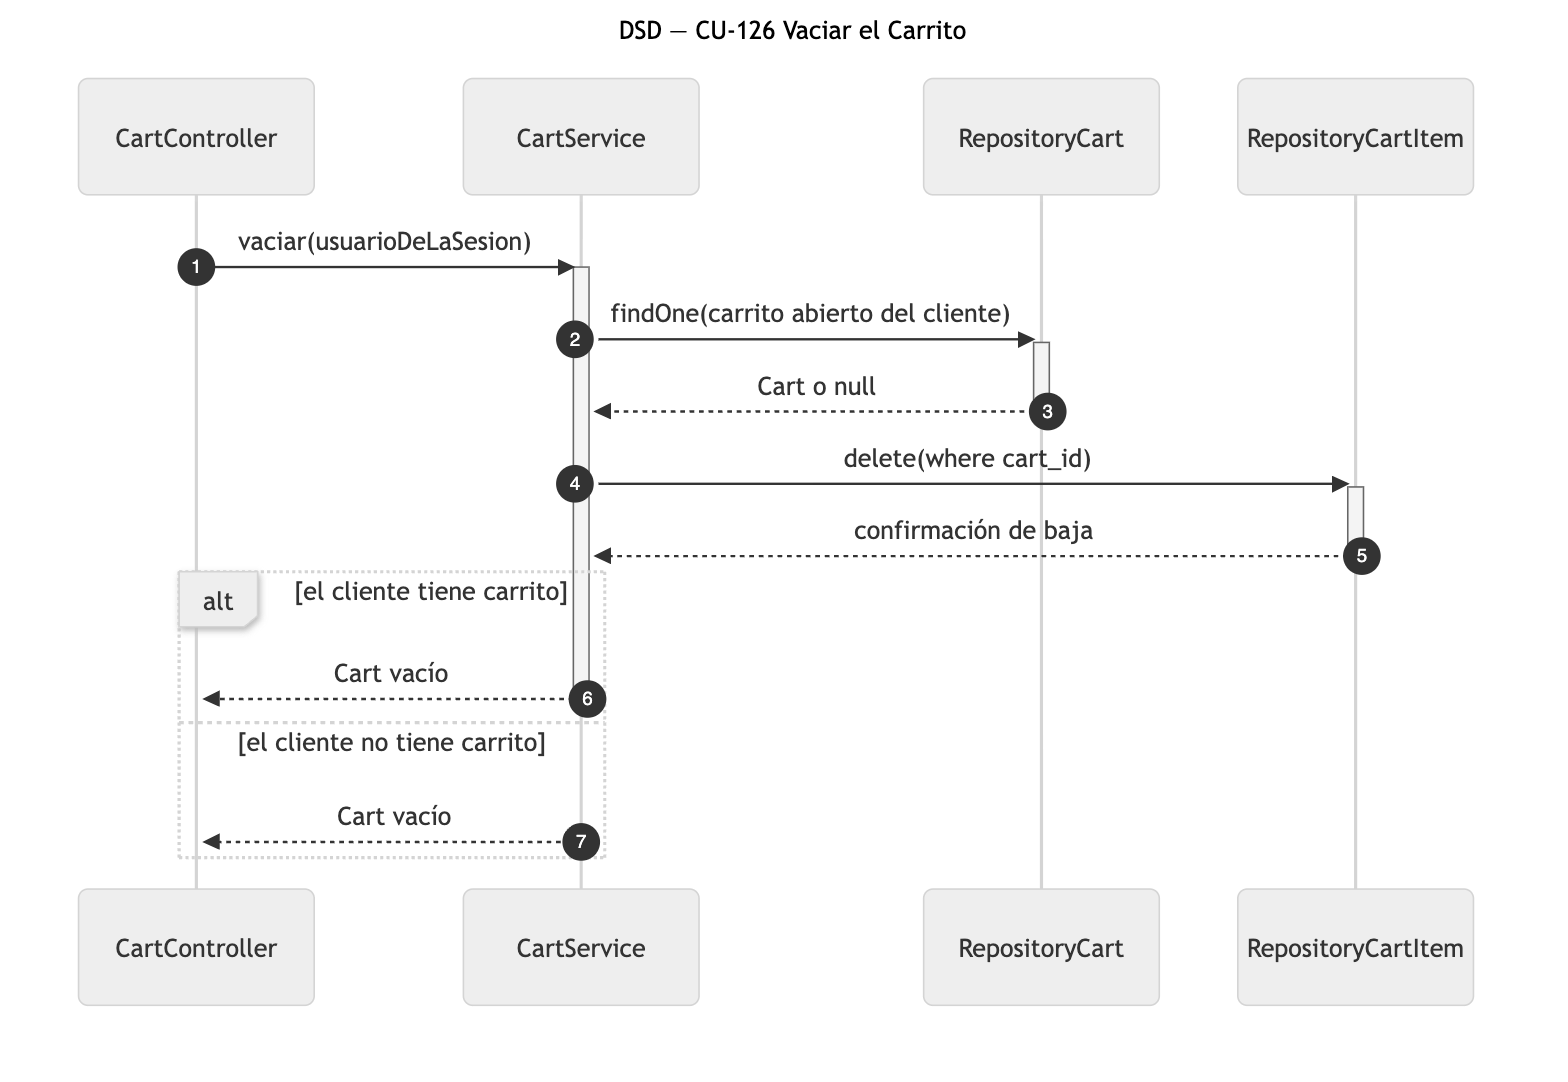 DSD — CU-126 Vaciar el Carrito
CartController
CartService
RepositoryCart
RepositoryCartItem
vaciar(usuarioDeLaSesion)
1
findOne(carrito abierto del cliente)
2
Cart o null
3
delete(where cart_id)
4
confirmación de baja
5
alt
[el cliente tiene carrito]
Cart vacío
6
[el cliente no tiene carrito]
Cart vacío
7
CartController
CartService
RepositoryCart
RepositoryCartItem